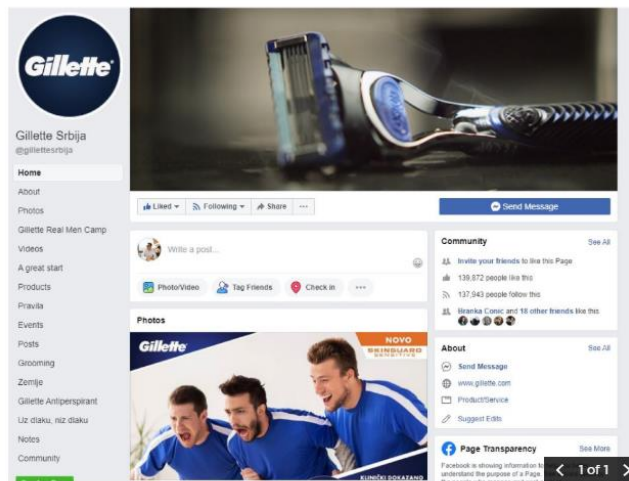 Gillette
Gillette Srbija
@gillettesrbija
Home
About
Photos
Gillette Real Men Camp
Videos
A great start
Products
Pravila
Events
Posts
Grooming
Zemlje
Gillette Antiperspirant
Uz dlaku, niz dlaku
Notes
Community
Liked
Following
Share
Send Message
Write a post...
Photo/Video
Tag Friends
Check in
Photos
Gillette
NOVO
SKINGUARD
SENSITIVE
KLINIČKI DOKAZANO
Community
See All
Invite your friends to like this Page
139,872 people like this
137,943 people follow this
Branka Conic and 18 other friends like this
About
See All
Send Message
www.gillette.com
Product/Service
Suggest Edits
Page Transparency
See More
Facebook is showing information to
understand the purpose of a Page.
1 of 1